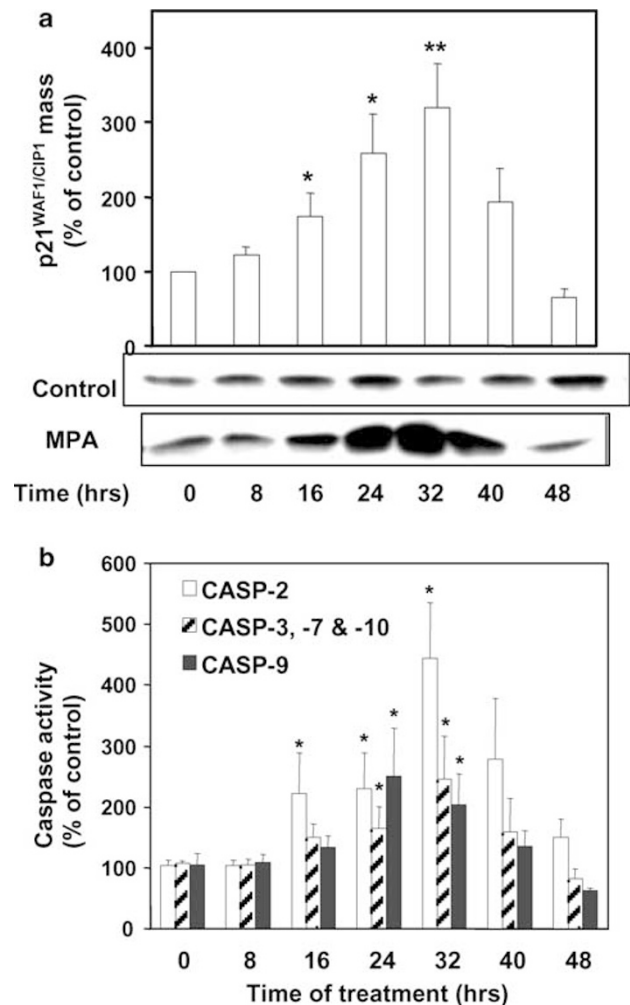 a
p21WAF1/CIP1 mass
(% of control)
400
300
200
100
0
*
*
**
Control
MPA
Time (hrs) 0 8 16 24 32 40 48
b
Caspase activity
(% of control)
600
500
400
300
200
100
0
CASP-2
CASP-3, -7 & -10
CASP-9
*
*
*
*
*
*
*
0 8 16 24 32 40 48
Time of treatment (hrs)